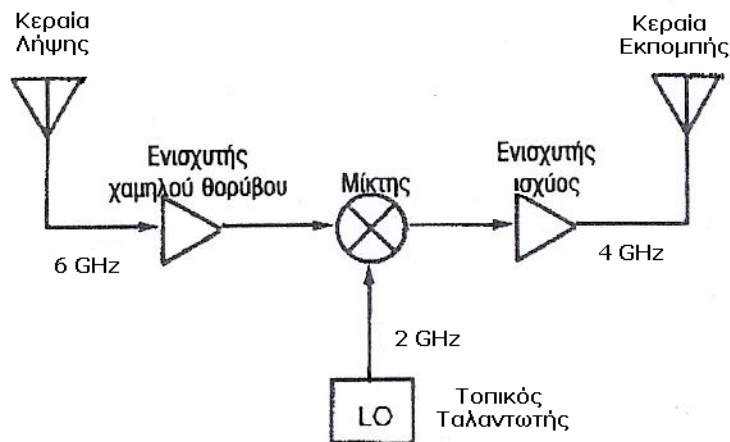 Κεραία
Λήψης
Κεραία
Εκπομπής
Ενισχυτής
χαμηλού θορύβου
Μίκτης
Ενισχυτής
ισχύος
6 GHz
4 GHz
2 GHz
LO
Τοπικός
Ταλαντωτής